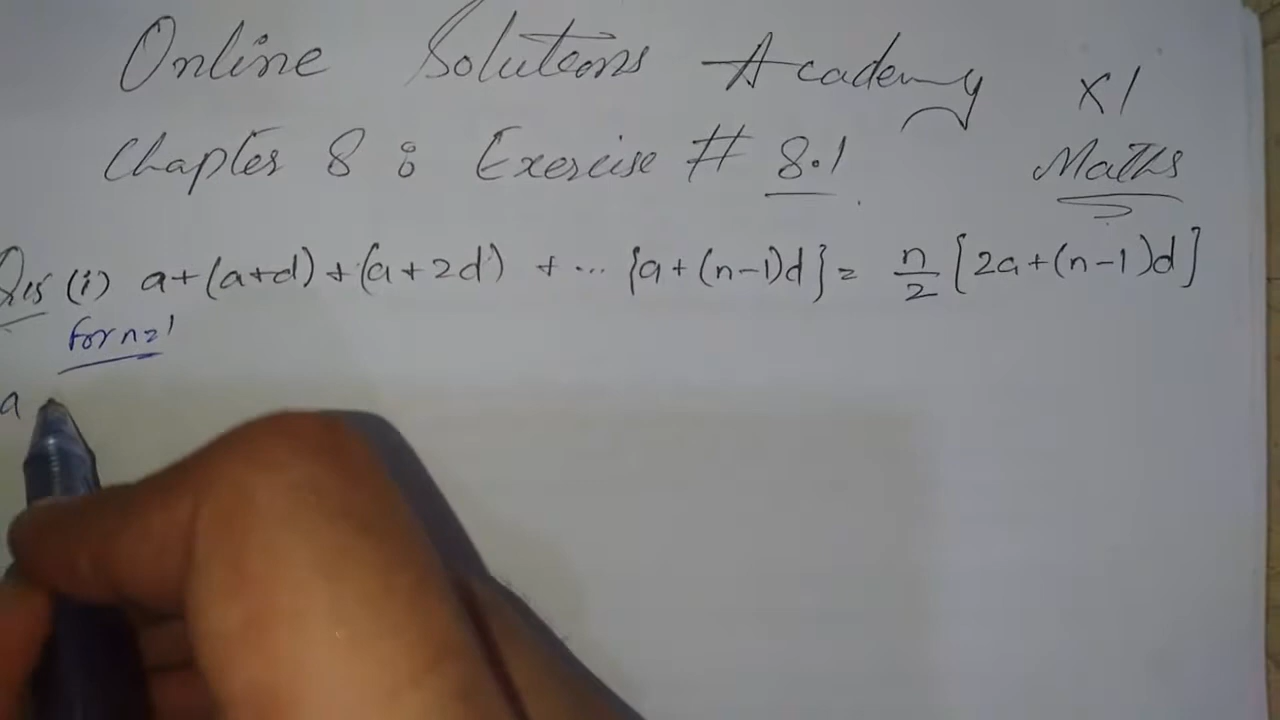 Online Solutions Academy XI
Chapter 8 : Exercise # 8.1 Maths
(i) a+(a+d)+(a+2d) + ... {a+(n-1)d} = n/2 [2a+(n-1)d]
for n=1
a